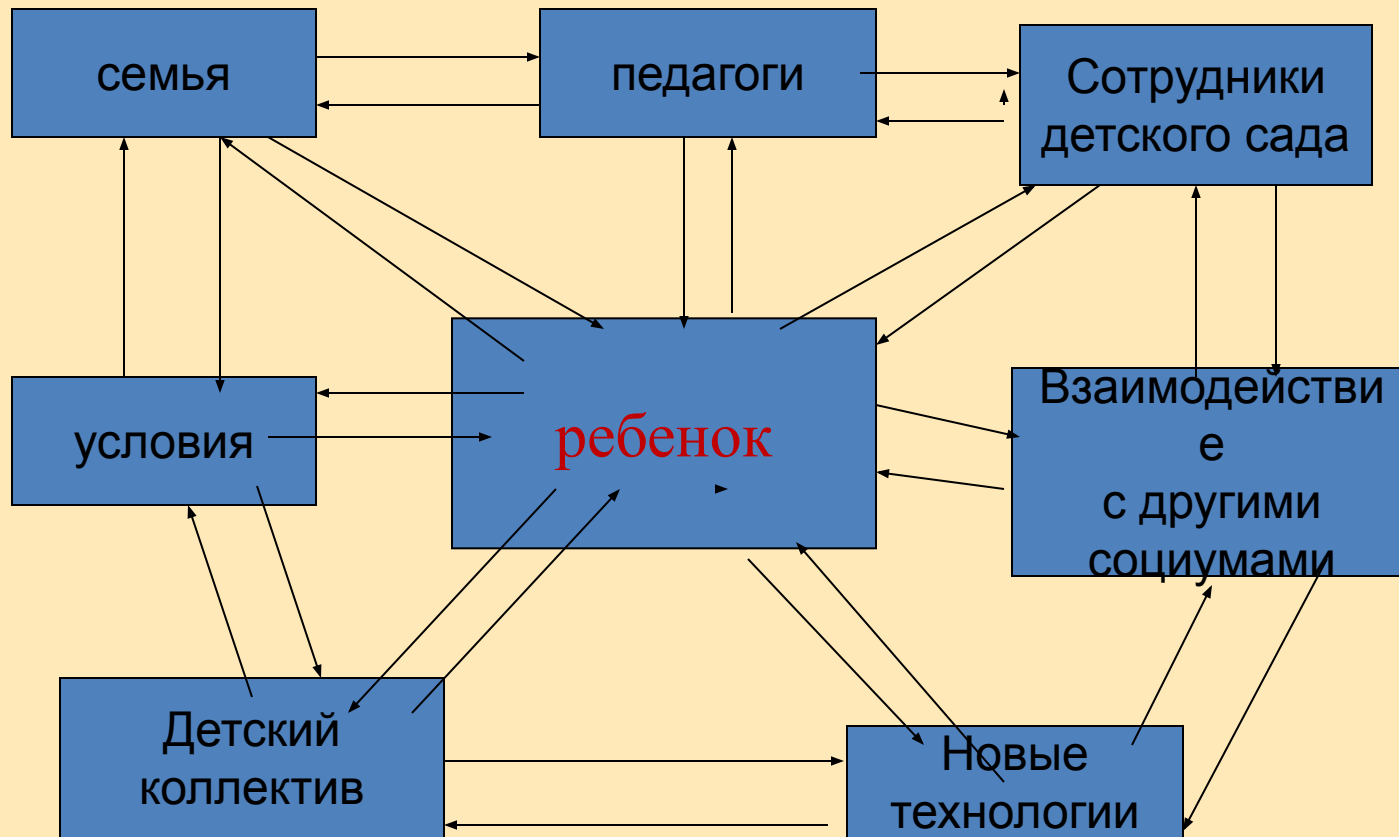 семья
педагоги
Сотрудники
детского сада
условия
ребенок
Взаимодействи
е
с другими
социумами
Детский
коллектив
Новые
технологии